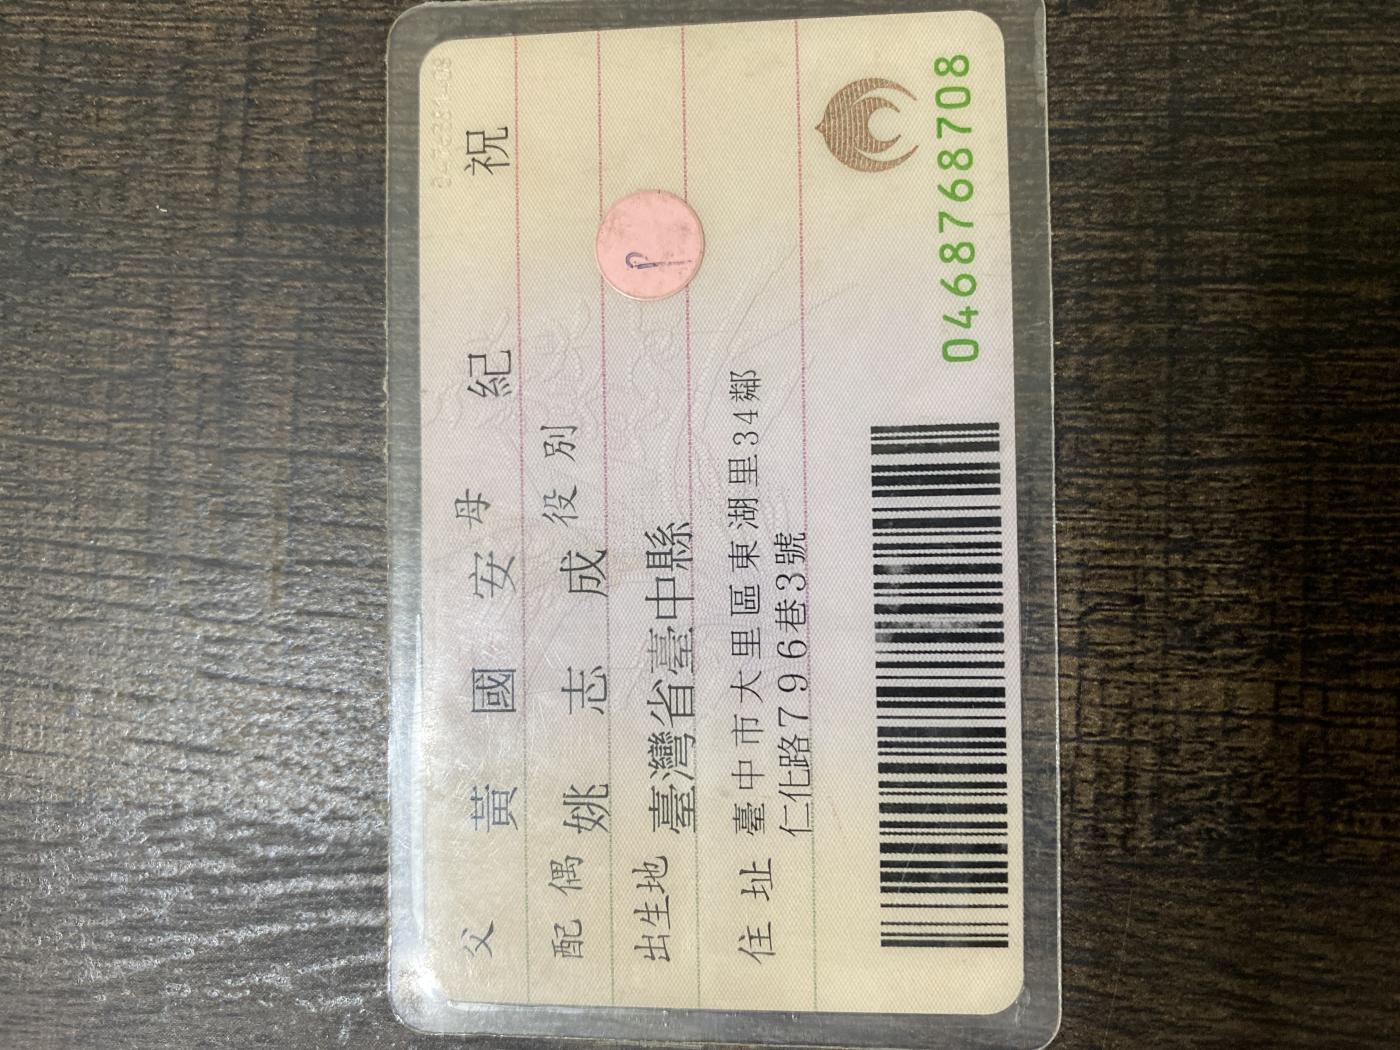 父 黃國安 母 紀 祝
配偶 姚志成 役別
出生地 臺灣省臺中縣
住址 臺中市大里區東湖里34鄰
仁化路796巷3號
0468768708